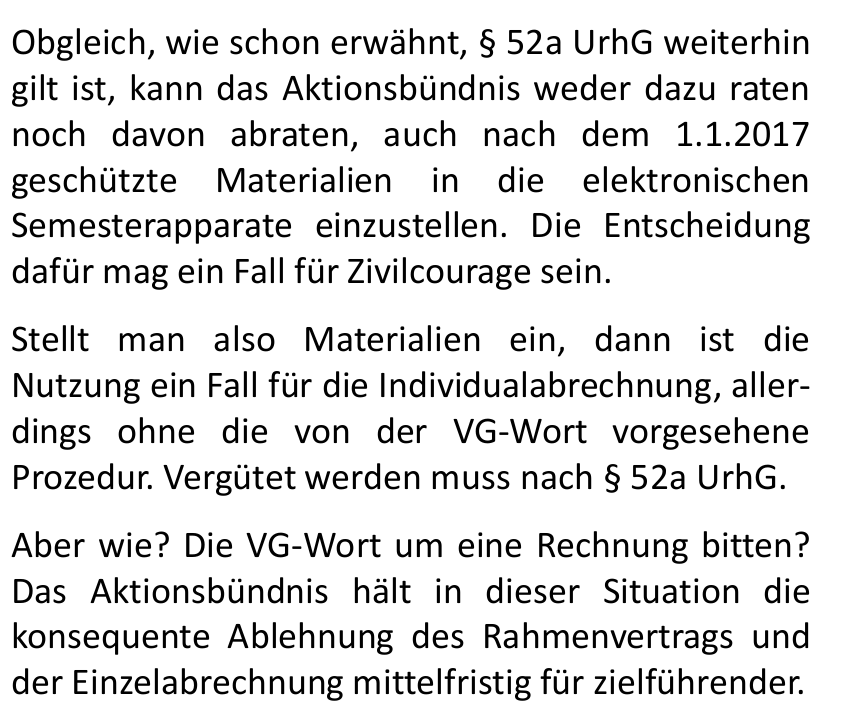 Obgleich, wie schon erwähnt, § 52a UrhG weiterhin
gilt ist, kann das Aktionsbündnis weder dazu raten
noch davon abraten, auch nach dem 1.1.2017
geschützte Materialien in die elektronischen
Semesterapparate einzustellen. Die Entscheidung
dafür mag ein Fall für Zivilcourage sein.
Stellt man also Materialien ein, dann ist die
Nutzung ein Fall für die Individualabrechnung, aller-
dings ohne die von der VG-Wort vorgesehene
Prozedur. Vergütet werden muss nach § 52a UrhG.
Aber wie? Die VG-Wort um eine Rechnung bitten?
Das Aktionsbündnis hält in dieser Situation die
konsequente Ablehnung des Rahmenvertrags und
der Einzelabrechnung mittelfristig für zielführender.